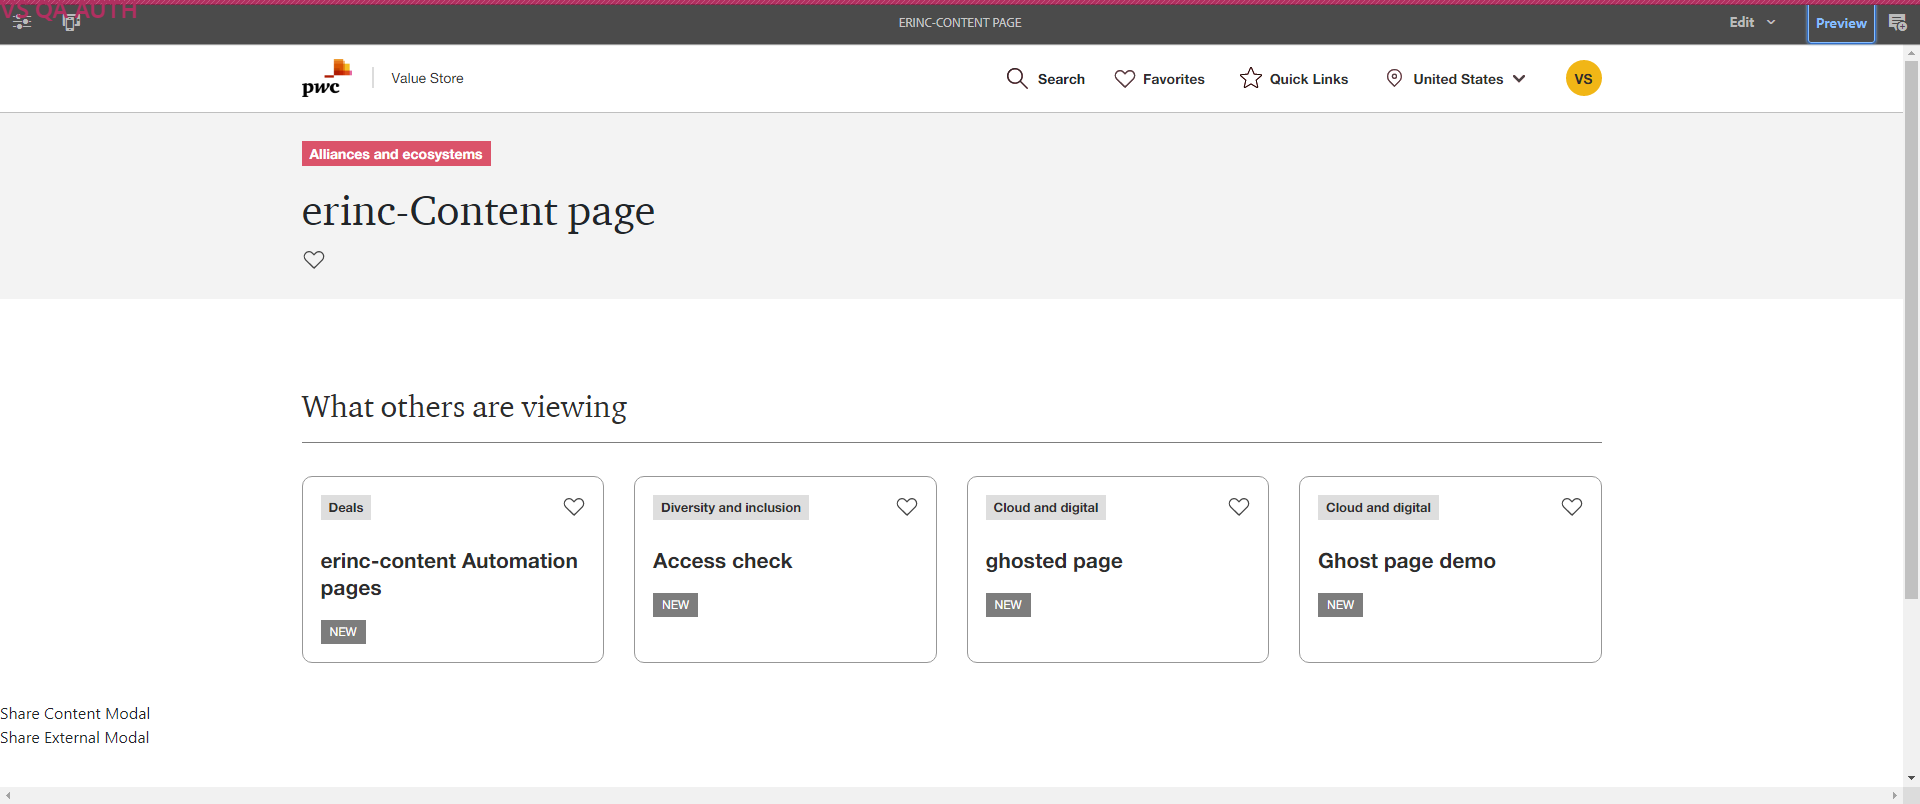 VS QA AUTH
ERINC-CONTENT PAGE
Edit
Preview
pwc
Value Store
Search
Favorites
Quick Links
United States
VS
Alliances and ecosystems
erinc-Content page
What others are viewing
Deals
erinc-content Automation
pages
NEW
Diversity and inclusion
Access check
NEW
Cloud and digital
ghosted page
NEW
Cloud and digital
Ghost page demo
NEW
Share Content Modal
Share External Modal